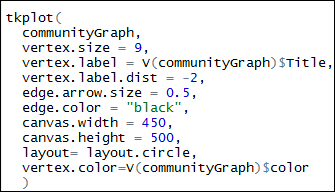 tkplot(
communityGraph,
vertex.size = 9,
vertex.label = V(communityGraph)$Title,
vertex.label.dist = -2,
edge.arrow.size = 0.5,
edge.color = "black",
canvas.width = 450,
canvas.height = 500,
layout= layout.circle,
vertex.color=V(communityGraph)$color
)